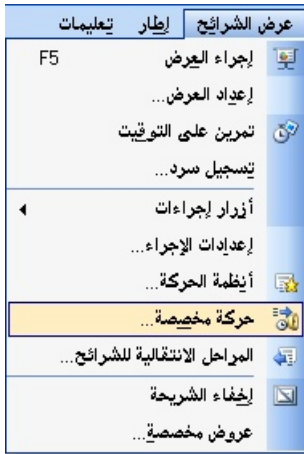 عرض الشرائح إطار تعليمات
إجراء العرض F5
إعداد العرض...
تمرين على التوقيت
تسجيل سرد...
أزرار إجراءات
إعدادات الإجراء...
أنظمة الحركة...
حركة مخصصة...
المراحل الانتقالية للشرائح...
إخفاء الشريحة
عروض مخصصة...